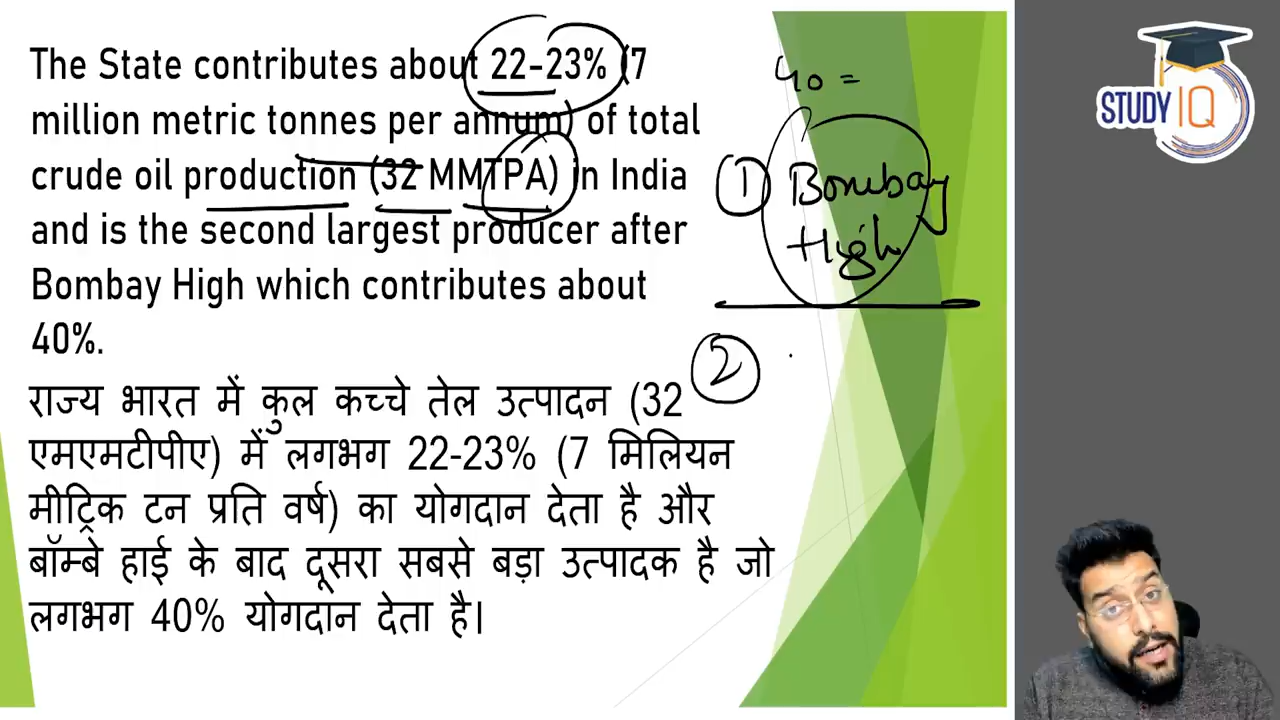 The State contributes about 22-23% (7
million metric tonnes per annum) of total
crude oil production (32 MMTPA) in India
and is the second largest producer after
Bombay High which contributes about
40%.
राज्य भारत में कुल कच्चे तेल उत्पादन (32
एमएमटीपीए) में लगभग 22-23% (7 मिलियन
मीट्रिक टन प्रति वर्ष) का योगदान देता है और
बॉम्बे हाई के बाद दूसरा सबसे बड़ा उत्पादक है जो
लगभग 40% योगदान देता है।
40 =
1 Bombay
High
2
STUDY IQ